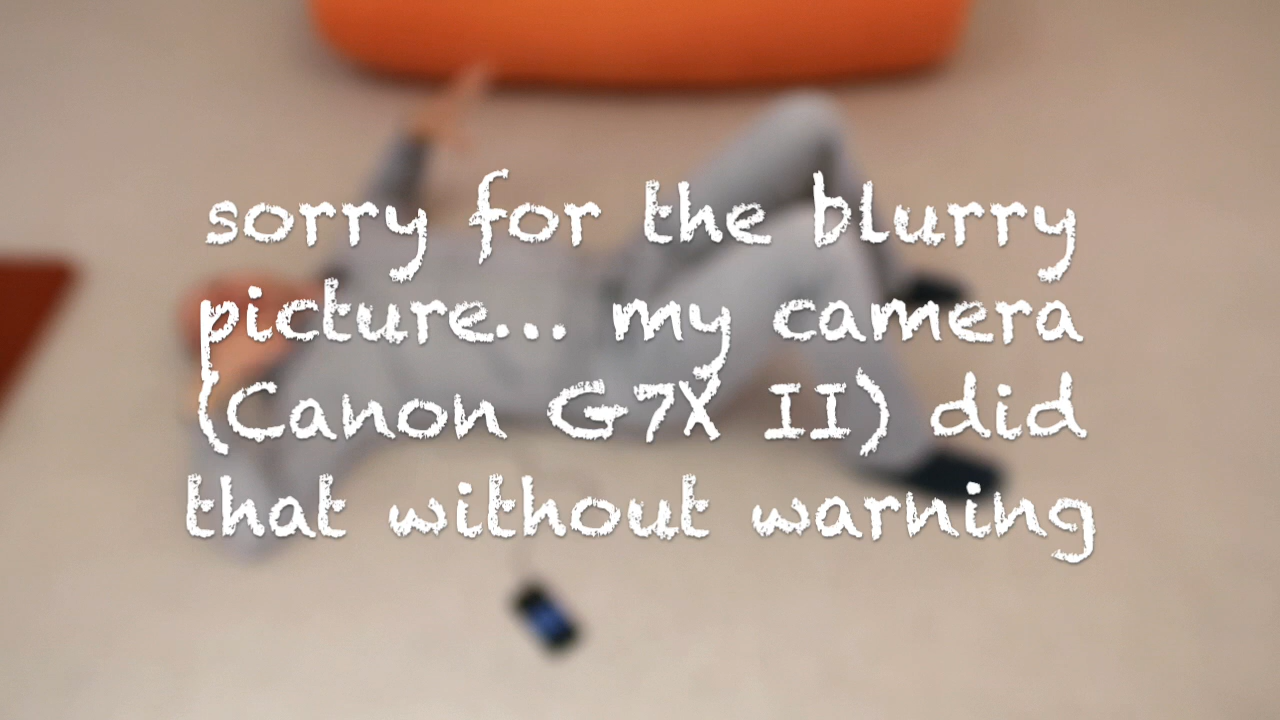 sorry for the blurry
picture... my camera
(Canon G7X II) did
that without warning